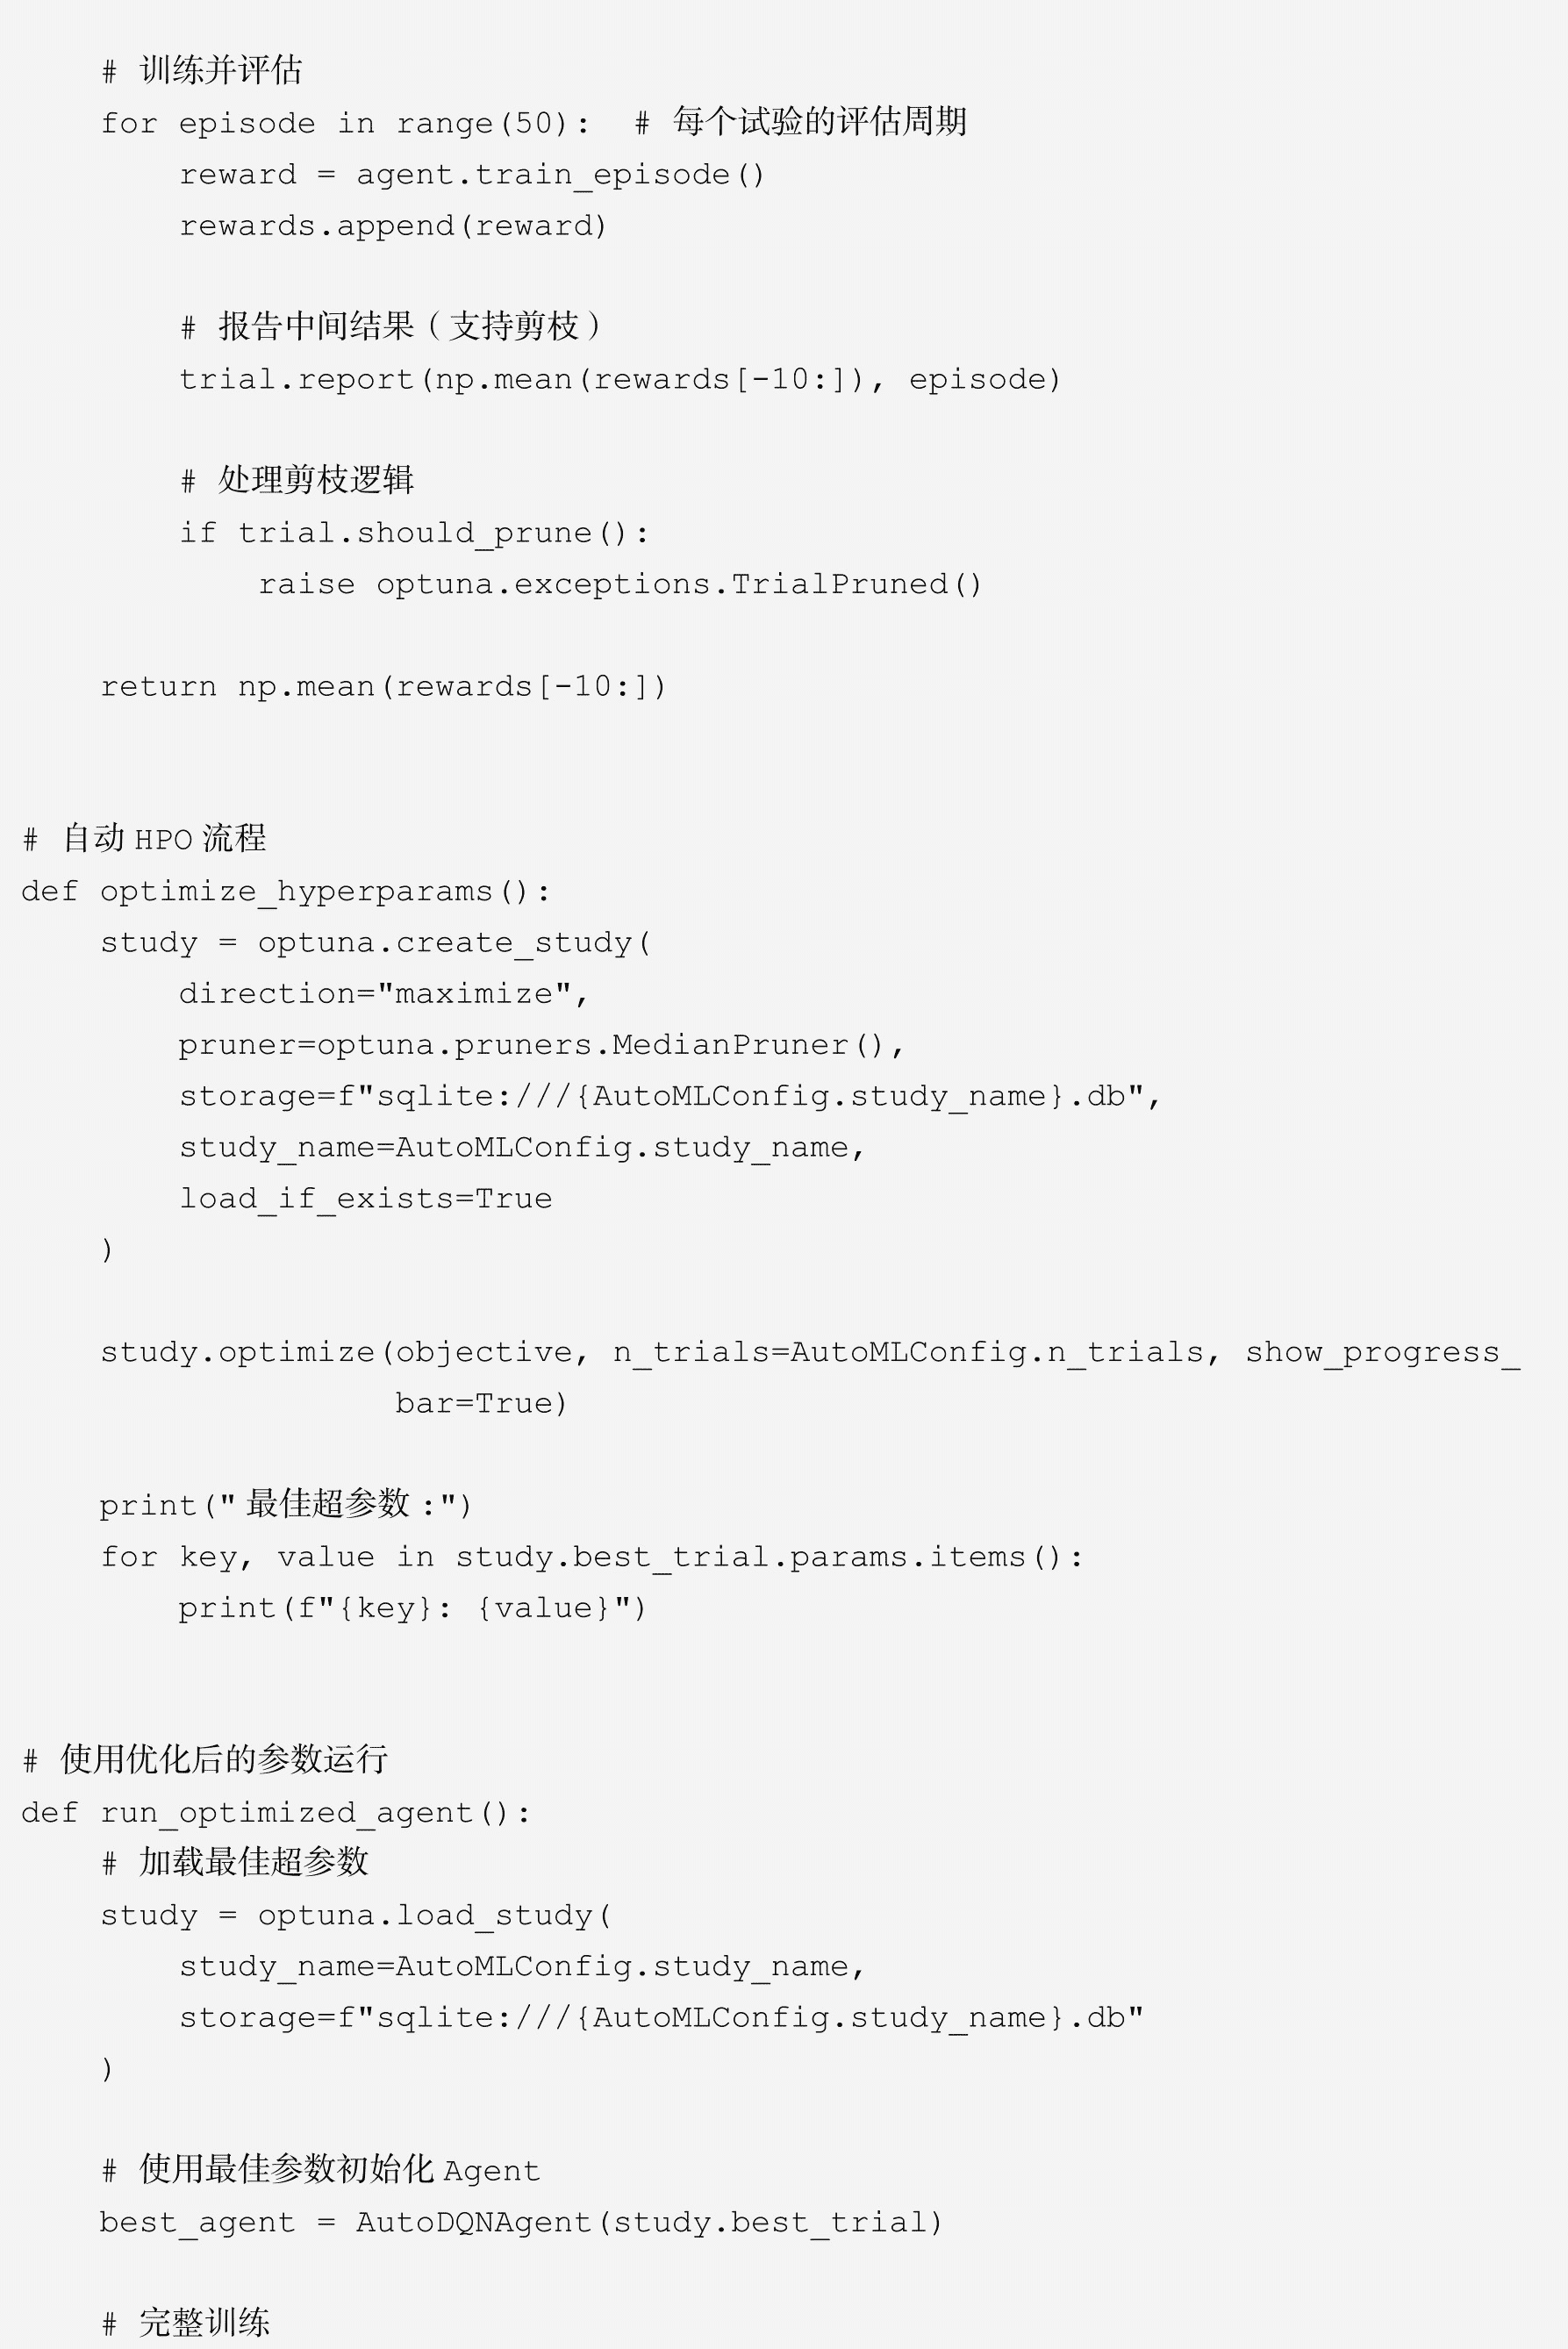 # 训练并评估
    for episode in range(50):  # 每个试验的评估周期
        reward = agent.train_episode()
        rewards.append(reward)

        # 报告中间结果（支持剪枝）
        trial.report(np.mean(rewards[-10:]), episode)

        # 处理剪枝逻辑
        if trial.should_prune():
            raise optuna.exceptions.TrialPruned()

    return np.mean(rewards[-10:])


# 自动 HPO 流程
def optimize_hyperparams():
    study = optuna.create_study(
        direction="maximize",
        pruner=optuna.pruners.MedianPruner(),
        storage=f"sqlite:///{AutoMLConfig.study_name}.db",
        study_name=AutoMLConfig.study_name,
        load_if_exists=True
    )

    study.optimize(objective, n_trials=AutoMLConfig.n_trials, show_progress_
                   bar=True)

    print(" 最佳超参数 :")
    for key, value in study.best_trial.params.items():
        print(f"{key}: {value}")


# 使用优化后的参数运行
def run_optimized_agent():
    # 加载最佳超参数
    study = optuna.load_study(
        study_name=AutoMLConfig.study_name,
        storage=f"sqlite:///{AutoMLConfig.study_name}.db"
    )

    # 使用最佳参数初始化 Agent
    best_agent = AutoDQNAgent(study.best_trial)

    # 完整训练